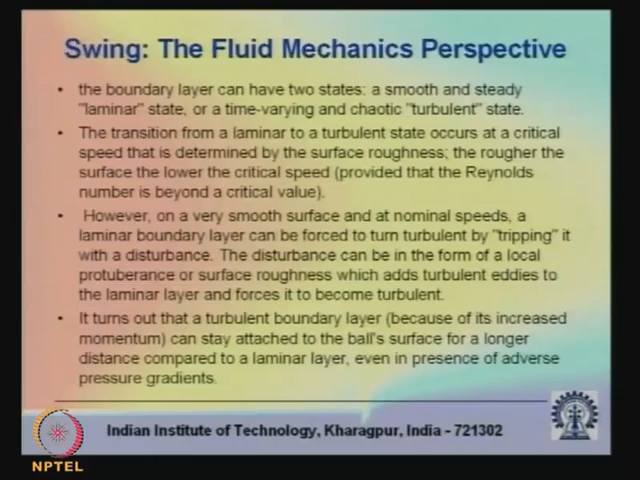 Swing: The Fluid Mechanics Perspective
• the boundary layer can have two states: a smooth and steady
"laminar" state, or a time-varying and chaotic "turbulent" state.
• The transition from a laminar to a turbulent state occurs at a critical
speed that is determined by the surface roughness; the rougher the
surface the lower the critical speed (provided that the Reynolds
number is beyond a critical value).
• However, on a very smooth surface and at nominal speeds, a
laminar boundary layer can be forced to turn turbulent by "tripping" it
with a disturbance. The disturbance can be in the form of a local
protuberance or surface roughness which adds turbulent eddies to
the laminar layer and forces it to become turbulent.
• It turns out that a turbulent boundary layer (because of its increased
momentum) can stay attached to the ball's surface for a longer
distance compared to a laminar layer, even in presence of adverse
pressure gradients.
Indian Institute of Technology, Kharagpur, India - 721302
NPTEL